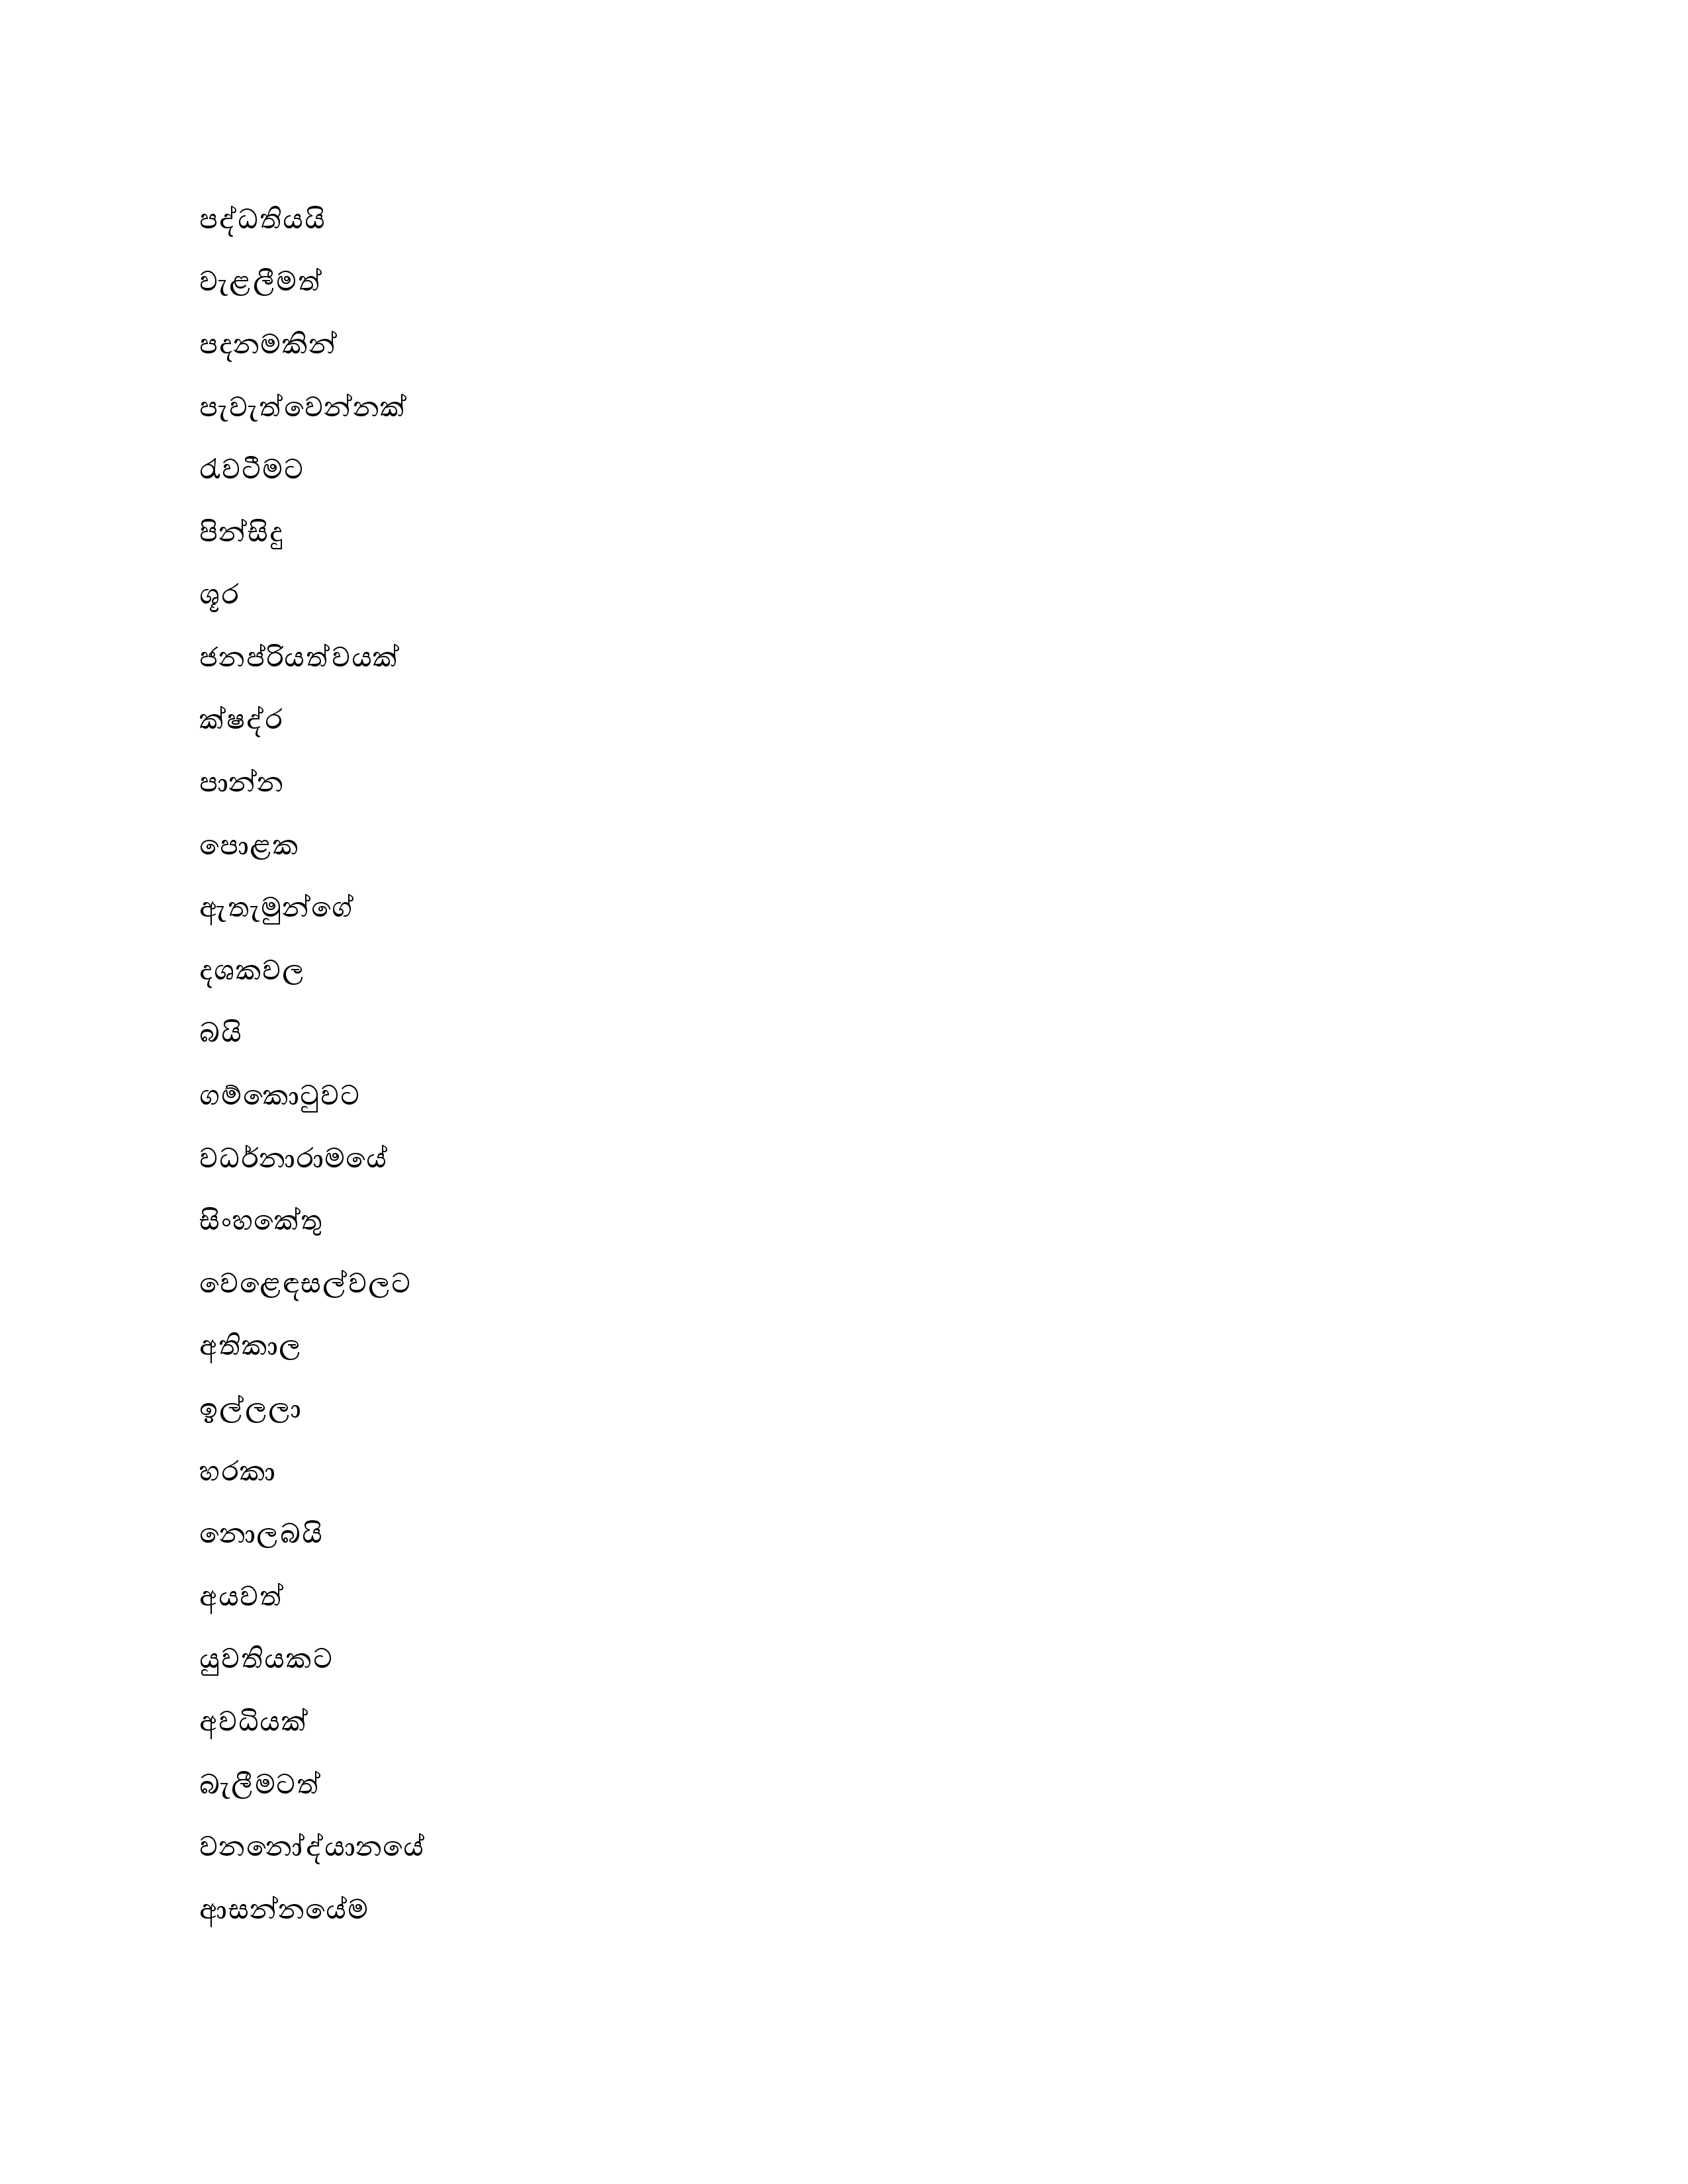 පද්ධතියයි
වැළලීමත්
පදනමකින්
පැවැත්වෙන්නක්
රැවටීමට
පින්සිදු
ශූර
ජනප්රියත්වයක්
ක්ෂද්ර
පාන්න
පොළක
ඇතැමුන්ගේ
දශකවල
බයි
ගම්කොටුවට
වධර්නාරාමයේ
සිංහකේතු
වෙළෙඳසල්වලට
අතිකාල
ඉල්ලලා
හරකා
නොලබයි
අයවත්
යුවතියකට
අවධියක්
බැලීමටත්
වනනෝද්යානයේ
ආසන්නයේම